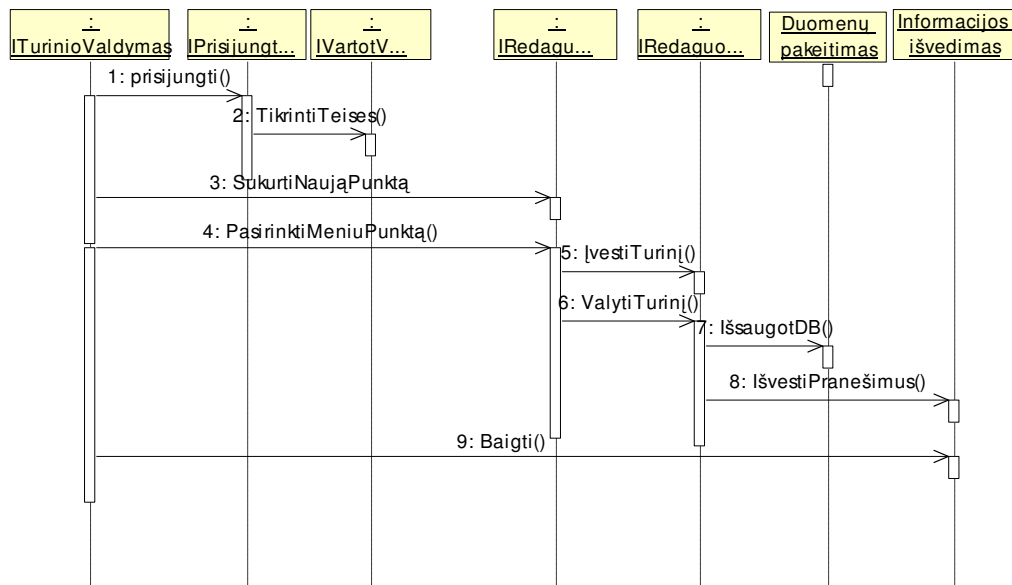 :
ITurinioValdymas
:
IPrisijungt...
:
IVartotV...
:
IRedagu...
:
IRedaguo...
Duomenų
pakeitimas
Informacijos
išvedimas
1: prisijungti()
2: TikrintiTeises()
3: SukurtiNaująPunktą
4: PasirinktiMeniuPunktą()
5: ĮvestiTurinį()
6: ValytiTurinį()
7: IšsaugotDB()
8: IšvestiPranešimus()
9: Baigti()